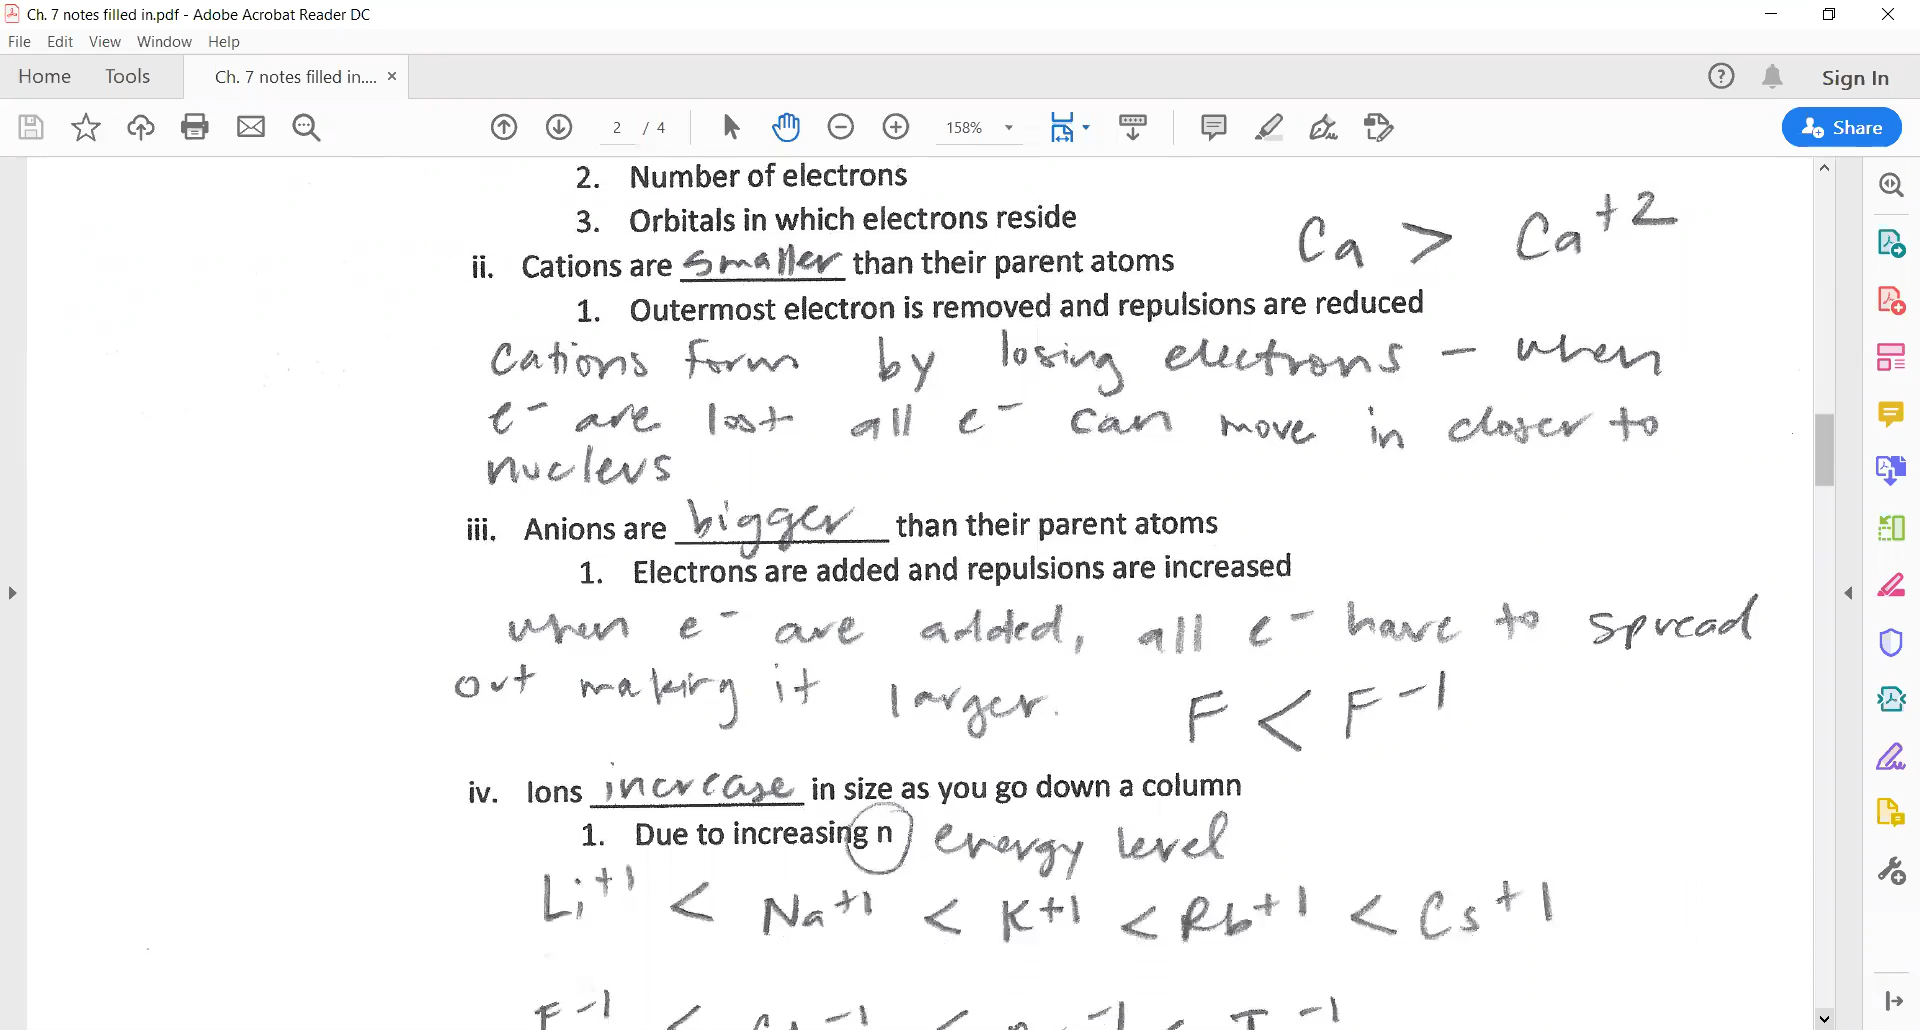 Ch. 7 notes filled in.pdf - Adobe Acrobat Reader DC
File Edit View Window Help
Home Tools Ch. 7 notes filled in.... × Sign In
2 / 4 158% Share
2. Number of electrons
3. Orbitals in which electrons reside
Ca > Ca+2
ii. Cations are smaller than their parent atoms
1. Outermost electron is removed and repulsions are reduced
Cations form by losing electrons – when
e- are lost all e- can move in closer to
nucleus
iii. Anions are bigger than their parent atoms
1. Electrons are added and repulsions are increased
when e- are added, all e- have to spread
out making it larger. F < F-1
iv. Ions increase in size as you go down a column
1. Due to increasing n energy level
Li+1 < Na+1 < K+1 < Rb+1 < Cs+1
F-1 < < < I-1